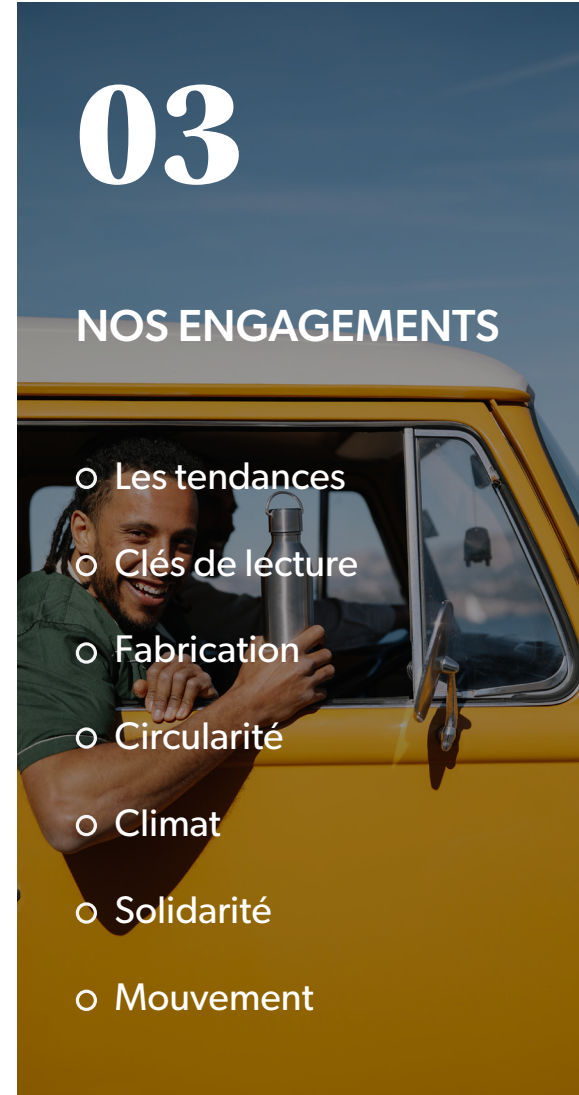 03
NOS ENGAGEMENTS
Les tendances
Clés de lecture
Fabrication
Circularité
Climat
Solidarité
Mouvement